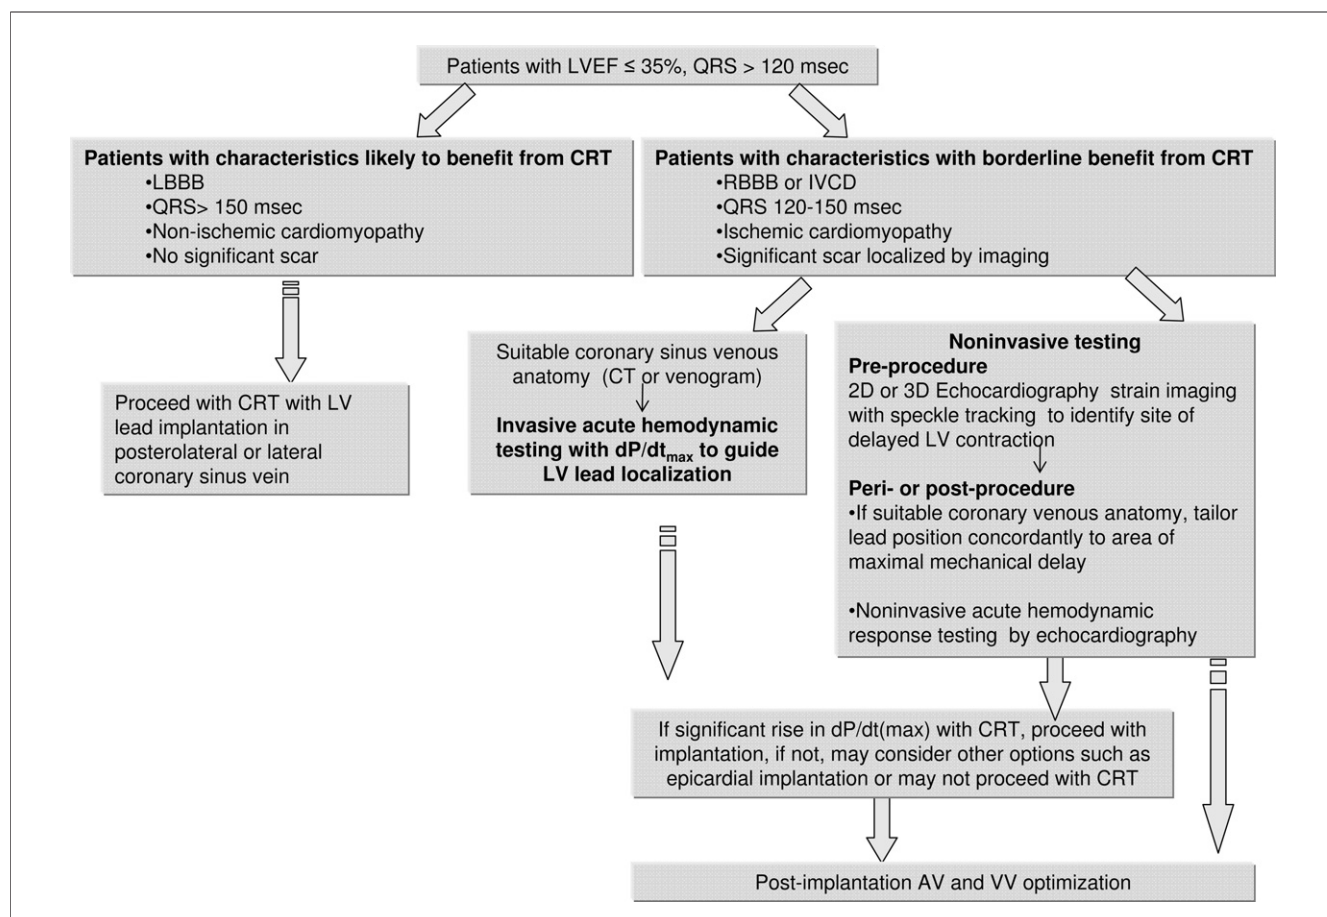 Patients with LVEF ≤ 35%, QRS > 120 msec
Patients with characteristics likely to benefit from CRT
•LBBB
•QRS> 150 msec
•Non-ischemic cardiomyopathy
•No significant scar
Patients with characteristics with borderline benefit from CRT
•RBBB or IVCD
•QRS 120-150 msec
•Ischemic cardiomyopathy
•Significant scar localized by imaging
Proceed with CRT with LV
lead implantation in
posterolateral or lateral
coronary sinus vein
Suitable coronary sinus venous
anatomy (CT or venogram)
Invasive acute hemodynamic
testing with dP/dtmax to guide
LV lead localization
Noninvasive testing
Pre-procedure
2D or 3D Echocardiography strain imaging
with speckle tracking to identify site of
delayed LV contraction
Peri- or post-procedure
•If suitable coronary venous anatomy, tailor
lead position concordantly to area of
maximal mechanical delay
•Noninvasive acute hemodynamic
response testing by echocardiography
If significant rise in dP/dt(max) with CRT, proceed with
implantation, if not, may consider other options such as
epicardial implantation or may not proceed with CRT
Post-implantation AV and VV optimization